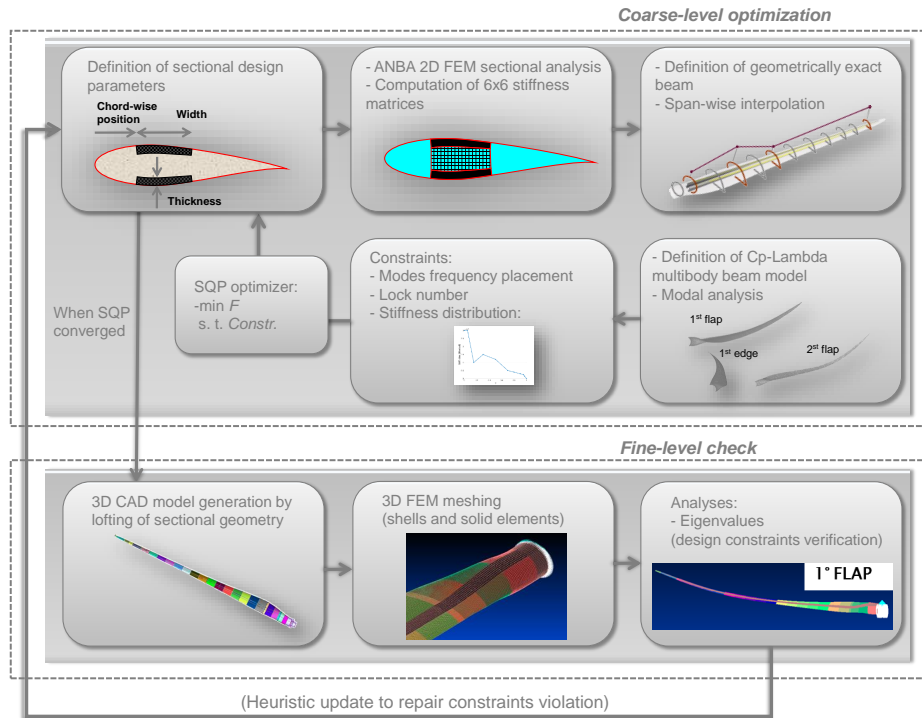 Coarse-level optimization
Definition of sectional design
parameters
Chord-wise
position
Width
Thickness
- ANBA 2D FEM sectional analysis
- Computation of 6x6 stiffness
matrices
- Definition of geometrically exact
beam
- Span-wise interpolation
When SQP
converged
SQP optimizer:
-min F
s. t. Constr.
Constraints:
- Modes frequency placement
- Lock number
- Stiffness distribution:
- Definition of Cp-Lambda
multibody beam model
- Modal analysis
1st flap
1st edge
2st flap
Fine-level check
3D CAD model generation by
lofting of sectional geometry
3D FEM meshing
(shells and solid elements)
Analyses:
- Eigenvalues
(design constraints verification)
1° FLAP
(Heuristic update to repair constraints violation)